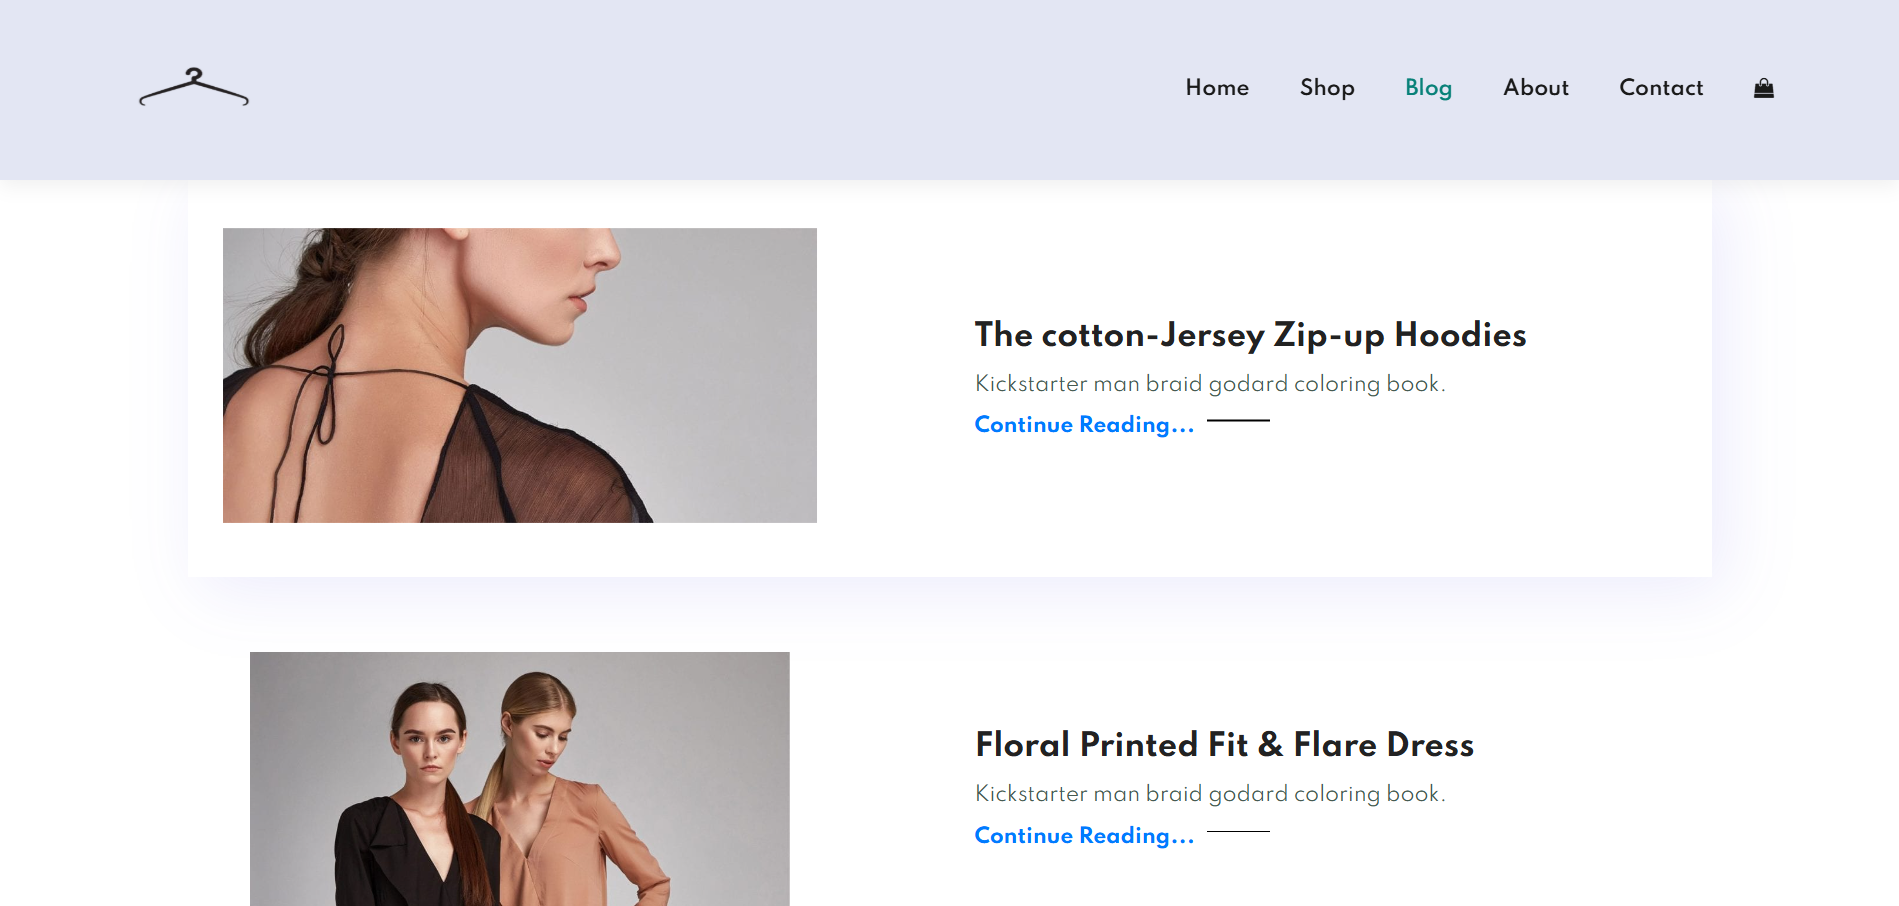 Home Shop Blog About Contact
The cotton-Jersey Zip-up Hoodies
Kickstarter man braid godard coloring book.
Continue Reading...
Floral Printed Fit & Flare Dress
Kickstarter man braid godard coloring book.
Continue Reading...